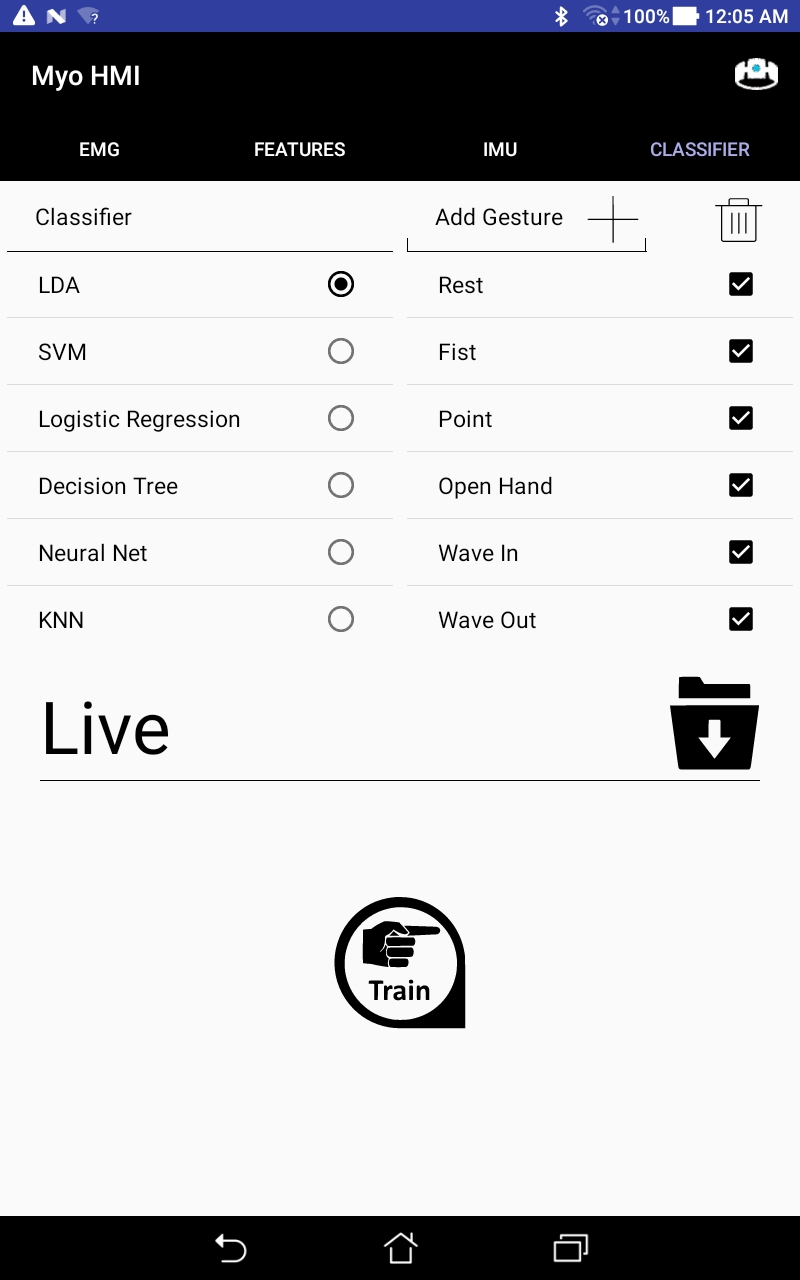 100% 12:05 AM
Myo HMI
EMG FEATURES IMU CLASSIFIER
Classifier Add Gesture
LDA Rest
SVM Fist
Logistic Regression Point
Decision Tree Open Hand
Neural Net Wave In
KNN Wave Out
Live
Train